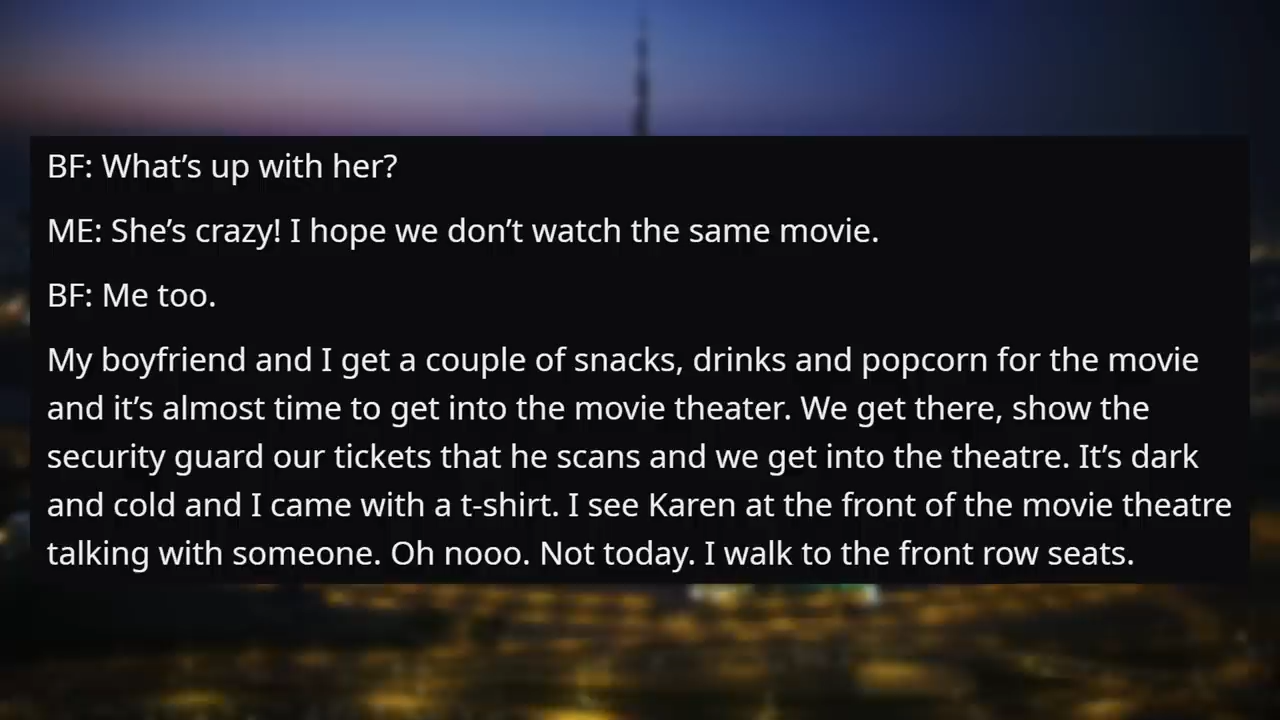 BF: What’s up with her?
ME: She’s crazy! I hope we don’t watch the same movie.
BF: Me too.
My boyfriend and I get a couple of snacks, drinks and popcorn for the movie
and it’s almost time to get into the movie theater. We get there, show the
security guard our tickets that he scans and we get into the theatre. It’s dark
and cold and I came with a t-shirt. I see Karen at the front of the movie theatre
talking with someone. Oh nooo. Not today. I walk to the front row seats.